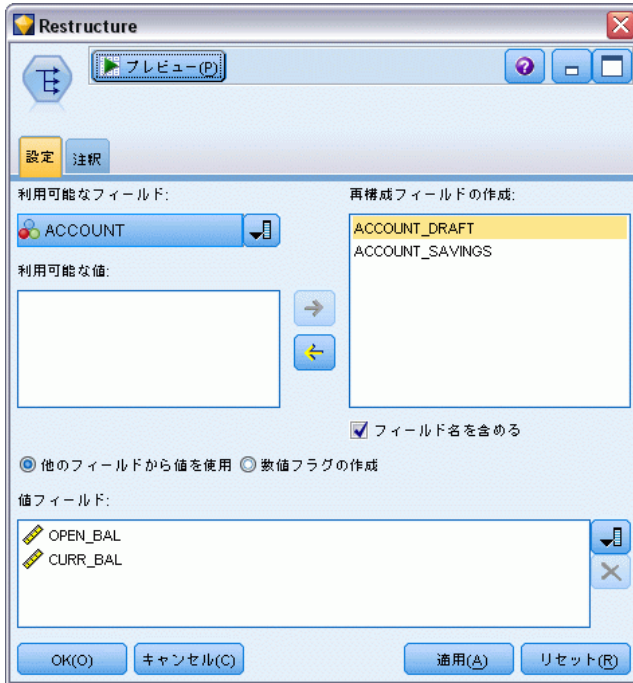 Restructure
プレビュー(P)
設定
注釈
利用可能なフィールド:
再構成フィールドの作成:
ACCOUNT
ACCOUNT_DRAFT
ACCOUNT_SAVINGS
利用可能な値:
フィールド名を含める
他のフィールドから値を使用
数値フラグの作成
値フィールド:
OPEN_BAL
CURR_BAL
OK(O)
キャンセル(C)
適用(A)
リセット(R)